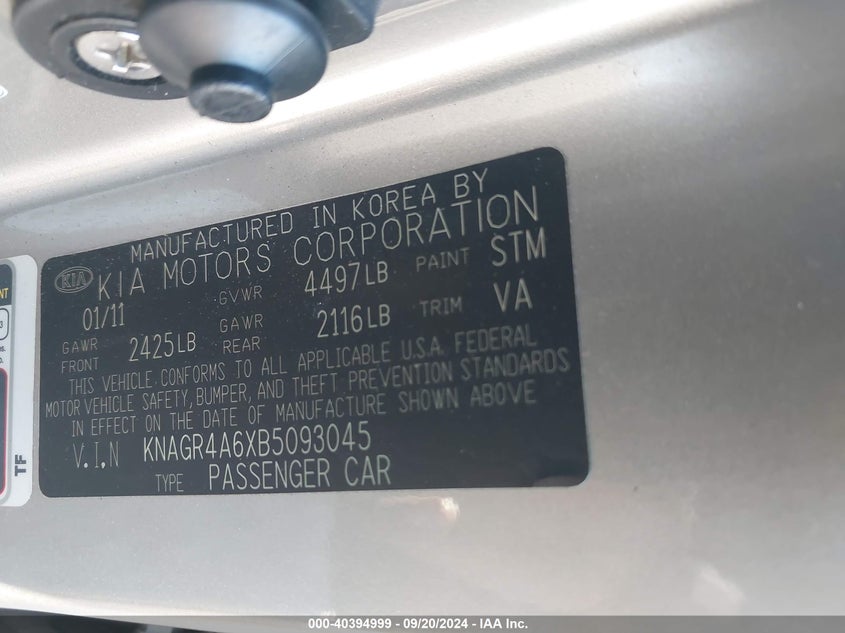 MANUFACTURED IN KOREA BY
KIA KIA MOTORS CORPORATION
01/11 GVWR 4497LB PAINT STM
GAWR FRONT 2425LB GAWR REAR 2116LB TRIM VA
THIS VEHICLE CONFORMS TO ALL APPLICABLE U.S.A. FEDERAL
MOTOR VEHICLE SAFETY, BUMPER, AND THEFT PREVENTION STANDARDS
IN EFFECT ON THE DATE OF MANUFACTURE SHOWN ABOVE
V.I.N KNAGR4A6XB5093045
TYPE PASSENGER CAR
TF
000-40394999 - 09/20/2024 - IAA Inc.